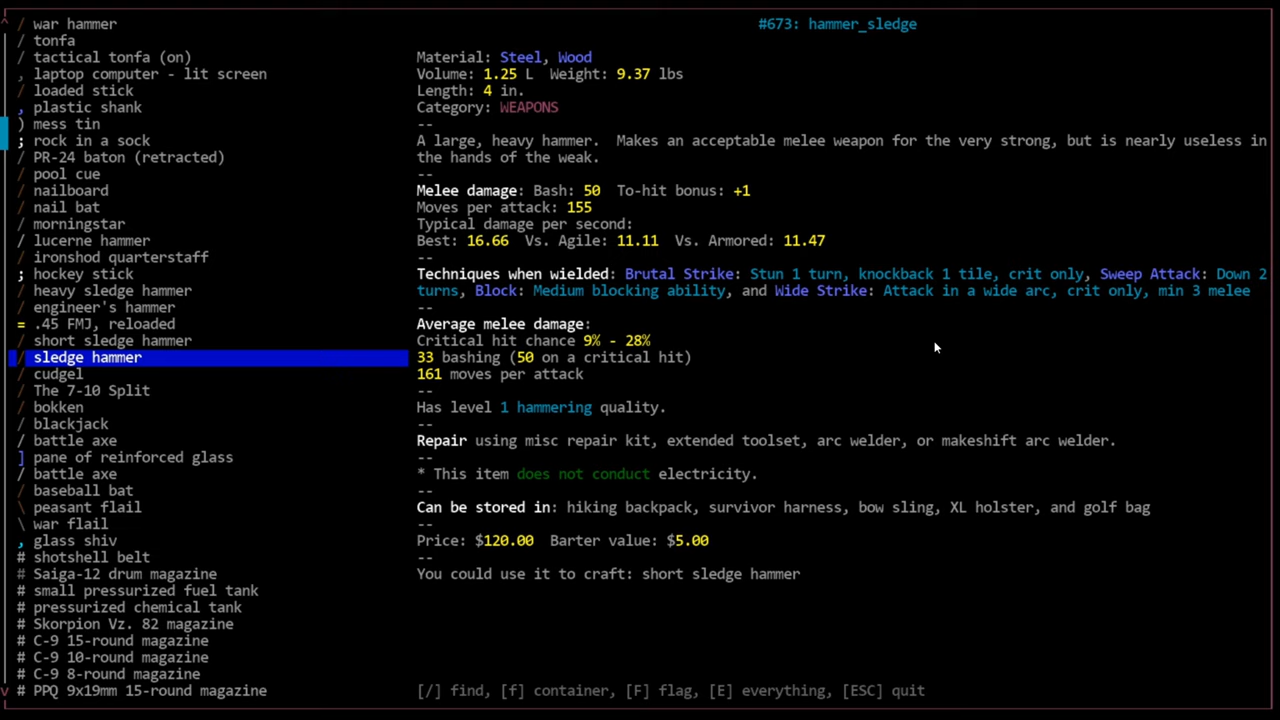 / war hammer
/ tonfa
/ tactical tonfa (on)
, laptop computer - lit screen
/ loaded stick
, plastic shank
) mess tin
; rock in a sock
/ PR-24 baton (retracted)
/ pool cue
/ nailboard
/ nail bat
/ morningstar
/ lucerne hammer
/ ironshod quarterstaff
; hockey stick
/ heavy sledge hammer
/ engineer's hammer
= .45 FMJ, reloaded
/ short sledge hammer
/ sledge hammer
/ cudgel
/ The 7-10 Split
/ bokken
/ blackjack
/ battle axe
] pane of reinforced glass
/ battle axe
/ baseball bat
\ peasant flail
\ war flail
, glass shiv
# shotshell belt
# Saiga-12 drum magazine
# small pressurized fuel tank
# pressurized chemical tank
# Skorpion Vz. 82 magazine
# C-9 15-round magazine
# C-9 10-round magazine
# C-9 8-round magazine
# PPQ 9x19mm 15-round magazine
#673: hammer_sledge
Material: Steel, Wood
Volume: 1.25 L  Weight: 9.37 lbs
Length: 4 in.
Category: WEAPONS
--
A large, heavy hammer.  Makes an acceptable melee weapon for the very strong, but is nearly useless in
the hands of the weak.
--
Melee damage: Bash: 50  To-hit bonus: +1
Moves per attack: 155
Typical damage per second:
Best: 16.66  Vs. Agile: 11.11  Vs. Armored: 11.47
--
Techniques when wielded: Brutal Strike: Stun 1 turn, knockback 1 tile, crit only, Sweep Attack: Down 2
turns, Block: Medium blocking ability, and Wide Strike: Attack in a wide arc, crit only, min 3 melee
--
Average melee damage:
Critical hit chance 9% - 28%
33 bashing (50 on a critical hit)
161 moves per attack
--
Has level 1 hammering quality.
--
Repair using misc repair kit, extended toolset, arc welder, or makeshift arc welder.
--
* This item does not conduct electricity.
--
Can be stored in: hiking backpack, survivor harness, bow sling, XL holster, and golf bag
--
Price: $120.00  Barter value: $5.00
--
You could use it to craft: short sledge hammer
[/] find, [f] container, [F] flag, [E] everything, [ESC] quit